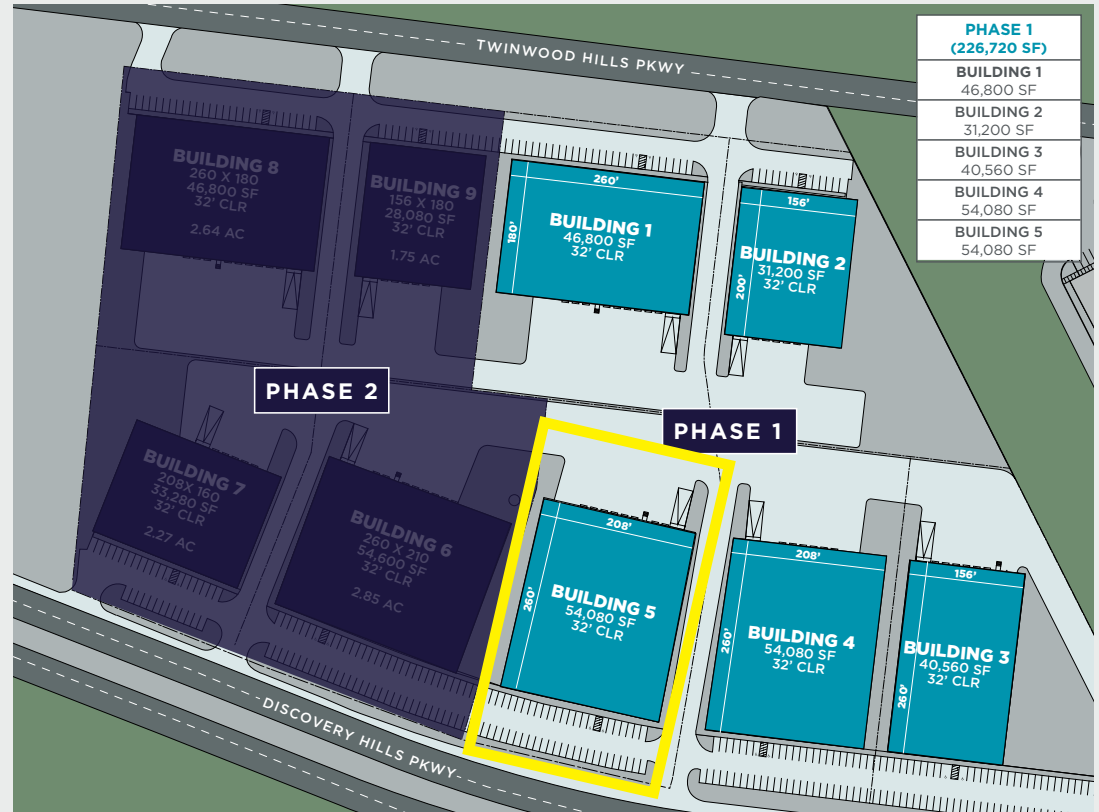 TWINWOOD HILLS PKWY
PHASE 1
(226,720 SF)
BUILDING 1
46,800 SF
BUILDING 2
31,200 SF
BUILDING 3
40,560 SF
BUILDING 4
54,080 SF
BUILDING 5
54,080 SF
BUILDING 8
260 X 180
46,800 SF
32' CLR
2.64 AC
BUILDING 9
156 X 180
28,080 SF
32' CLR
1.75 AC
260'
180'
BUILDING 1
46,800 SF
32' CLR
156'
200'
BUILDING 2
31,200 SF
32' CLR
PHASE 2
PHASE 1
BUILDING 7
208X 160
33,280 SF
32' CLR
2.27 AC
BUILDING 6
260 X 210
54,600 SF
32' CLR
2.85 AC
208'
260'
BUILDING 5
54,080 SF
32' CLR
208'
260'
BUILDING 4
54,080 SF
32' CLR
156'
260'
BUILDING 3
40,560 SF
32' CLR
DISCOVERY HILLS PKWY